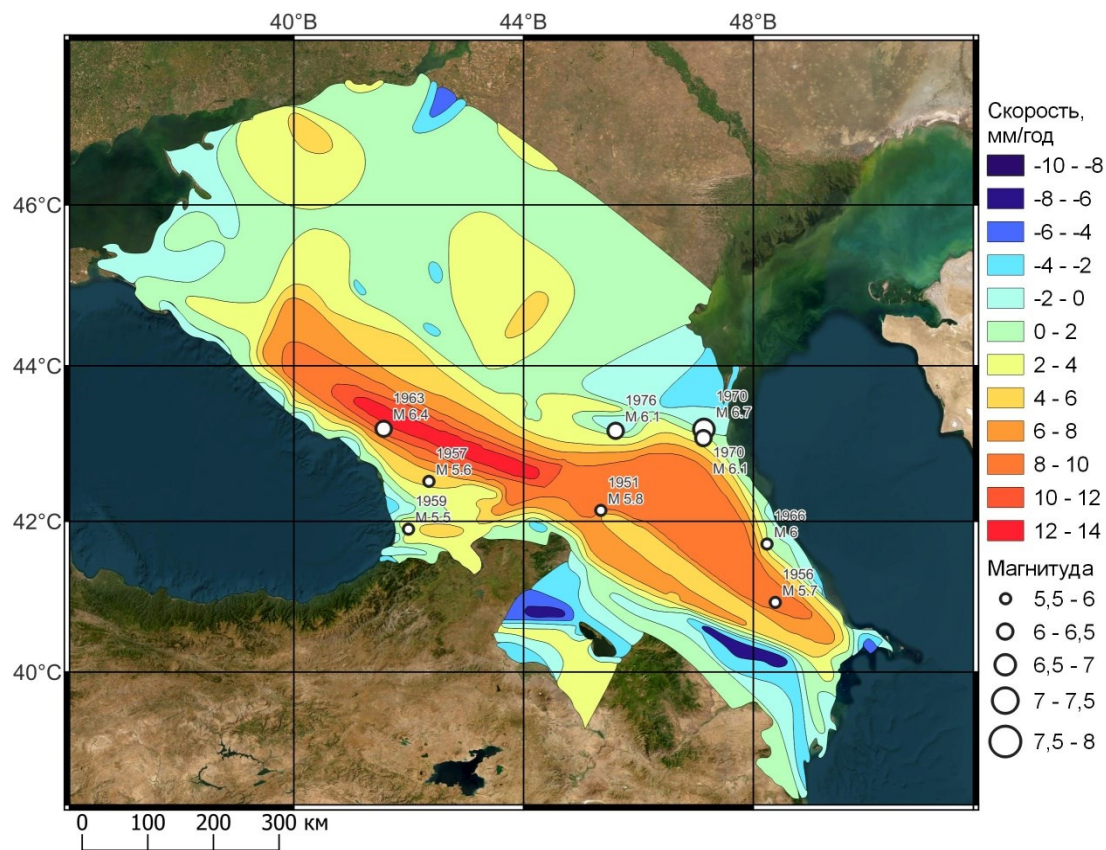 40°В 44°В 48°В
46°С
44°С
42°С
40°С
1963
М 6.4
1957
М 5.6
1959
М 5.5
1951
М 5.8
1976
М 6.1
1970
М 6.7
1970
М 6.1
1966
М 6
1956
М 5.7
0 100 200 300 км
Скорость,
мм/год
-10 - -8
-8 - -6
-6 - -4
-4 - -2
-2 - 0
0 - 2
2 - 4
4 - 6
6 - 8
8 - 10
10 - 12
12 - 14
Магнитуда
5,5 - 6
6 - 6,5
6,5 - 7
7 - 7,5
7,5 - 8